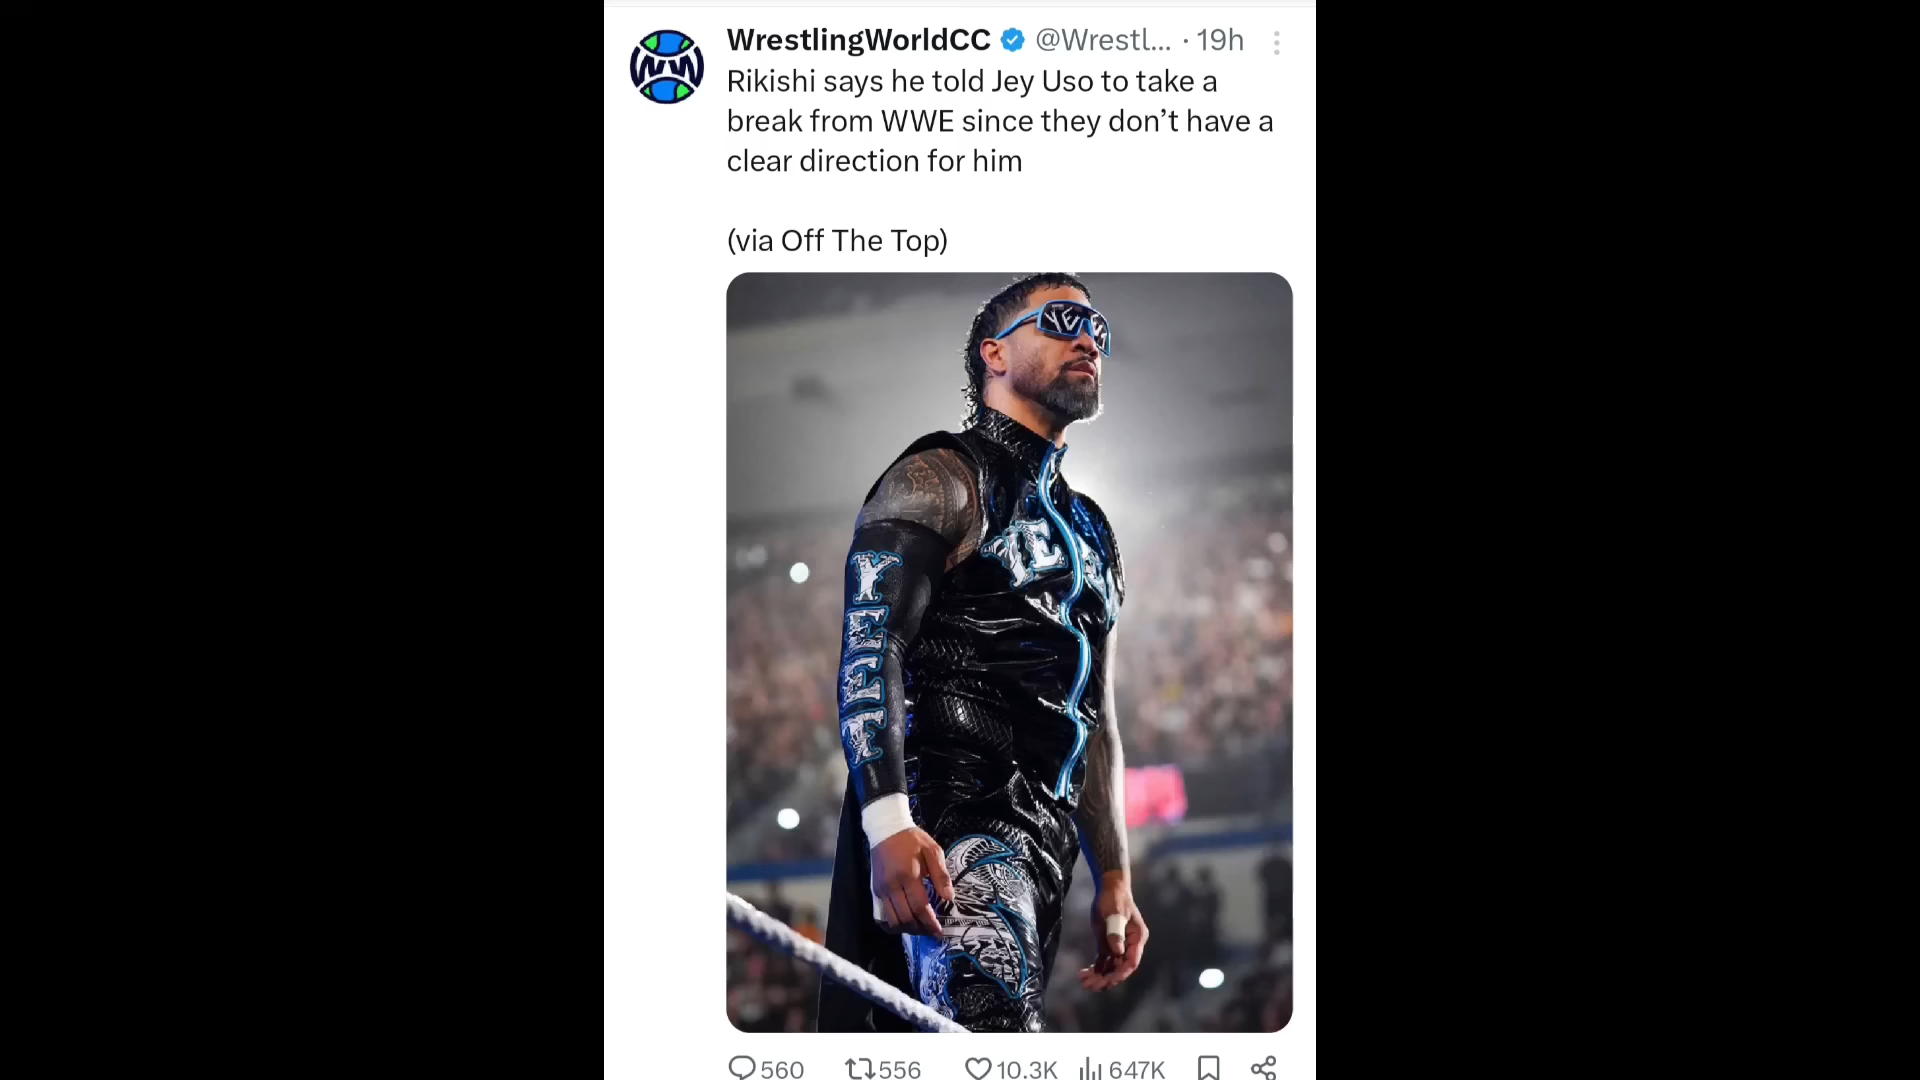 WrestlingWorldCC @Wrestl... · 19h
Rikishi says he told Jey Uso to take a
break from WWE since they don’t have a
clear direction for him
(via Off The Top)
YEET
YEE
YEET
560 556 10.3K 647K